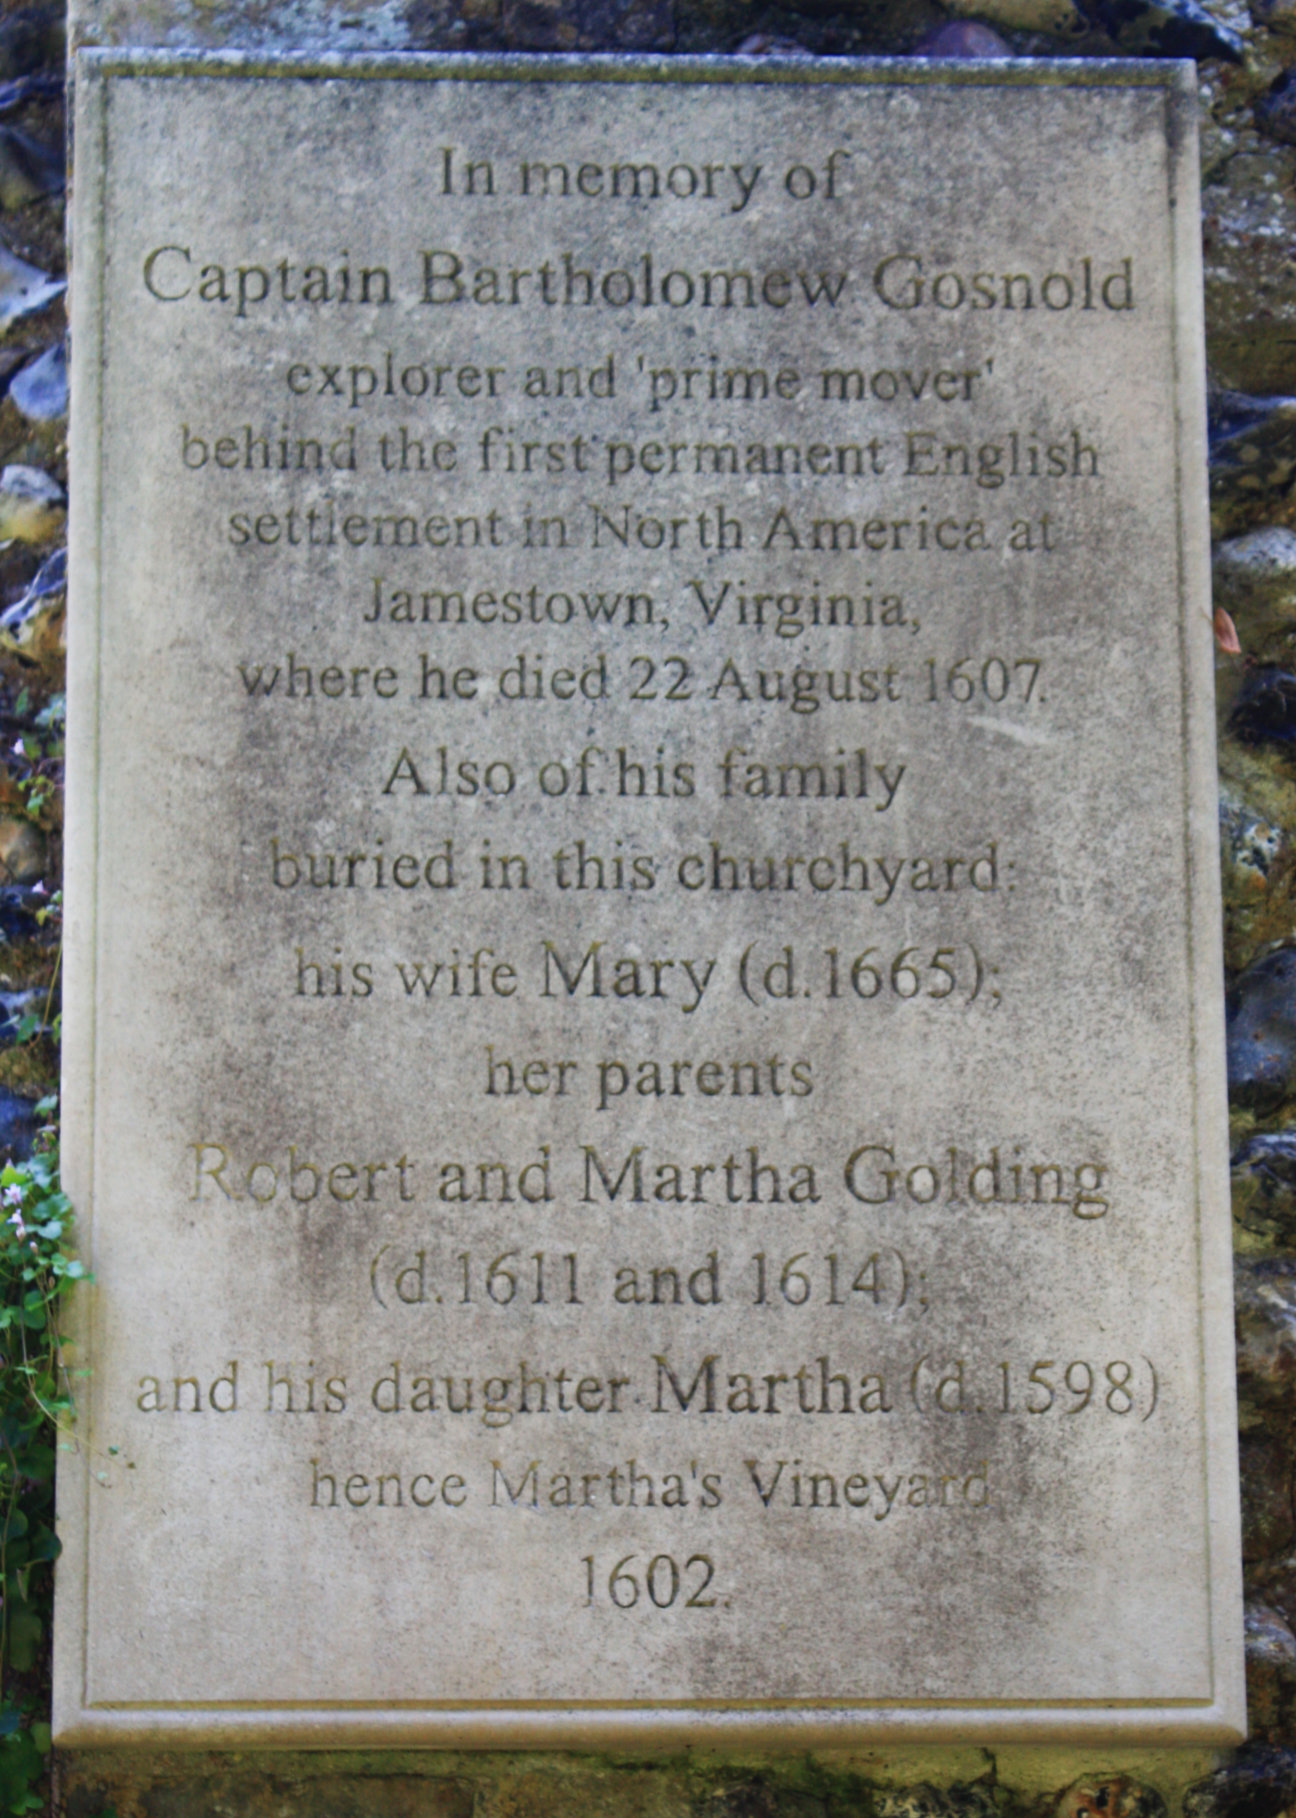 In memory of
Captain Bartholomew Gosnold
explorer and 'prime mover'
behind the first permanent English
settlement in North America at
Jamestown, Virginia,
where he died 22 August 1607.
Also of his family
buried in this churchyard:
his wife Mary (d.1665);
her parents
Robert and Martha Golding
(d.1611 and 1614);
and his daughter Martha (d.1598)
hence Martha's Vineyard
1602.